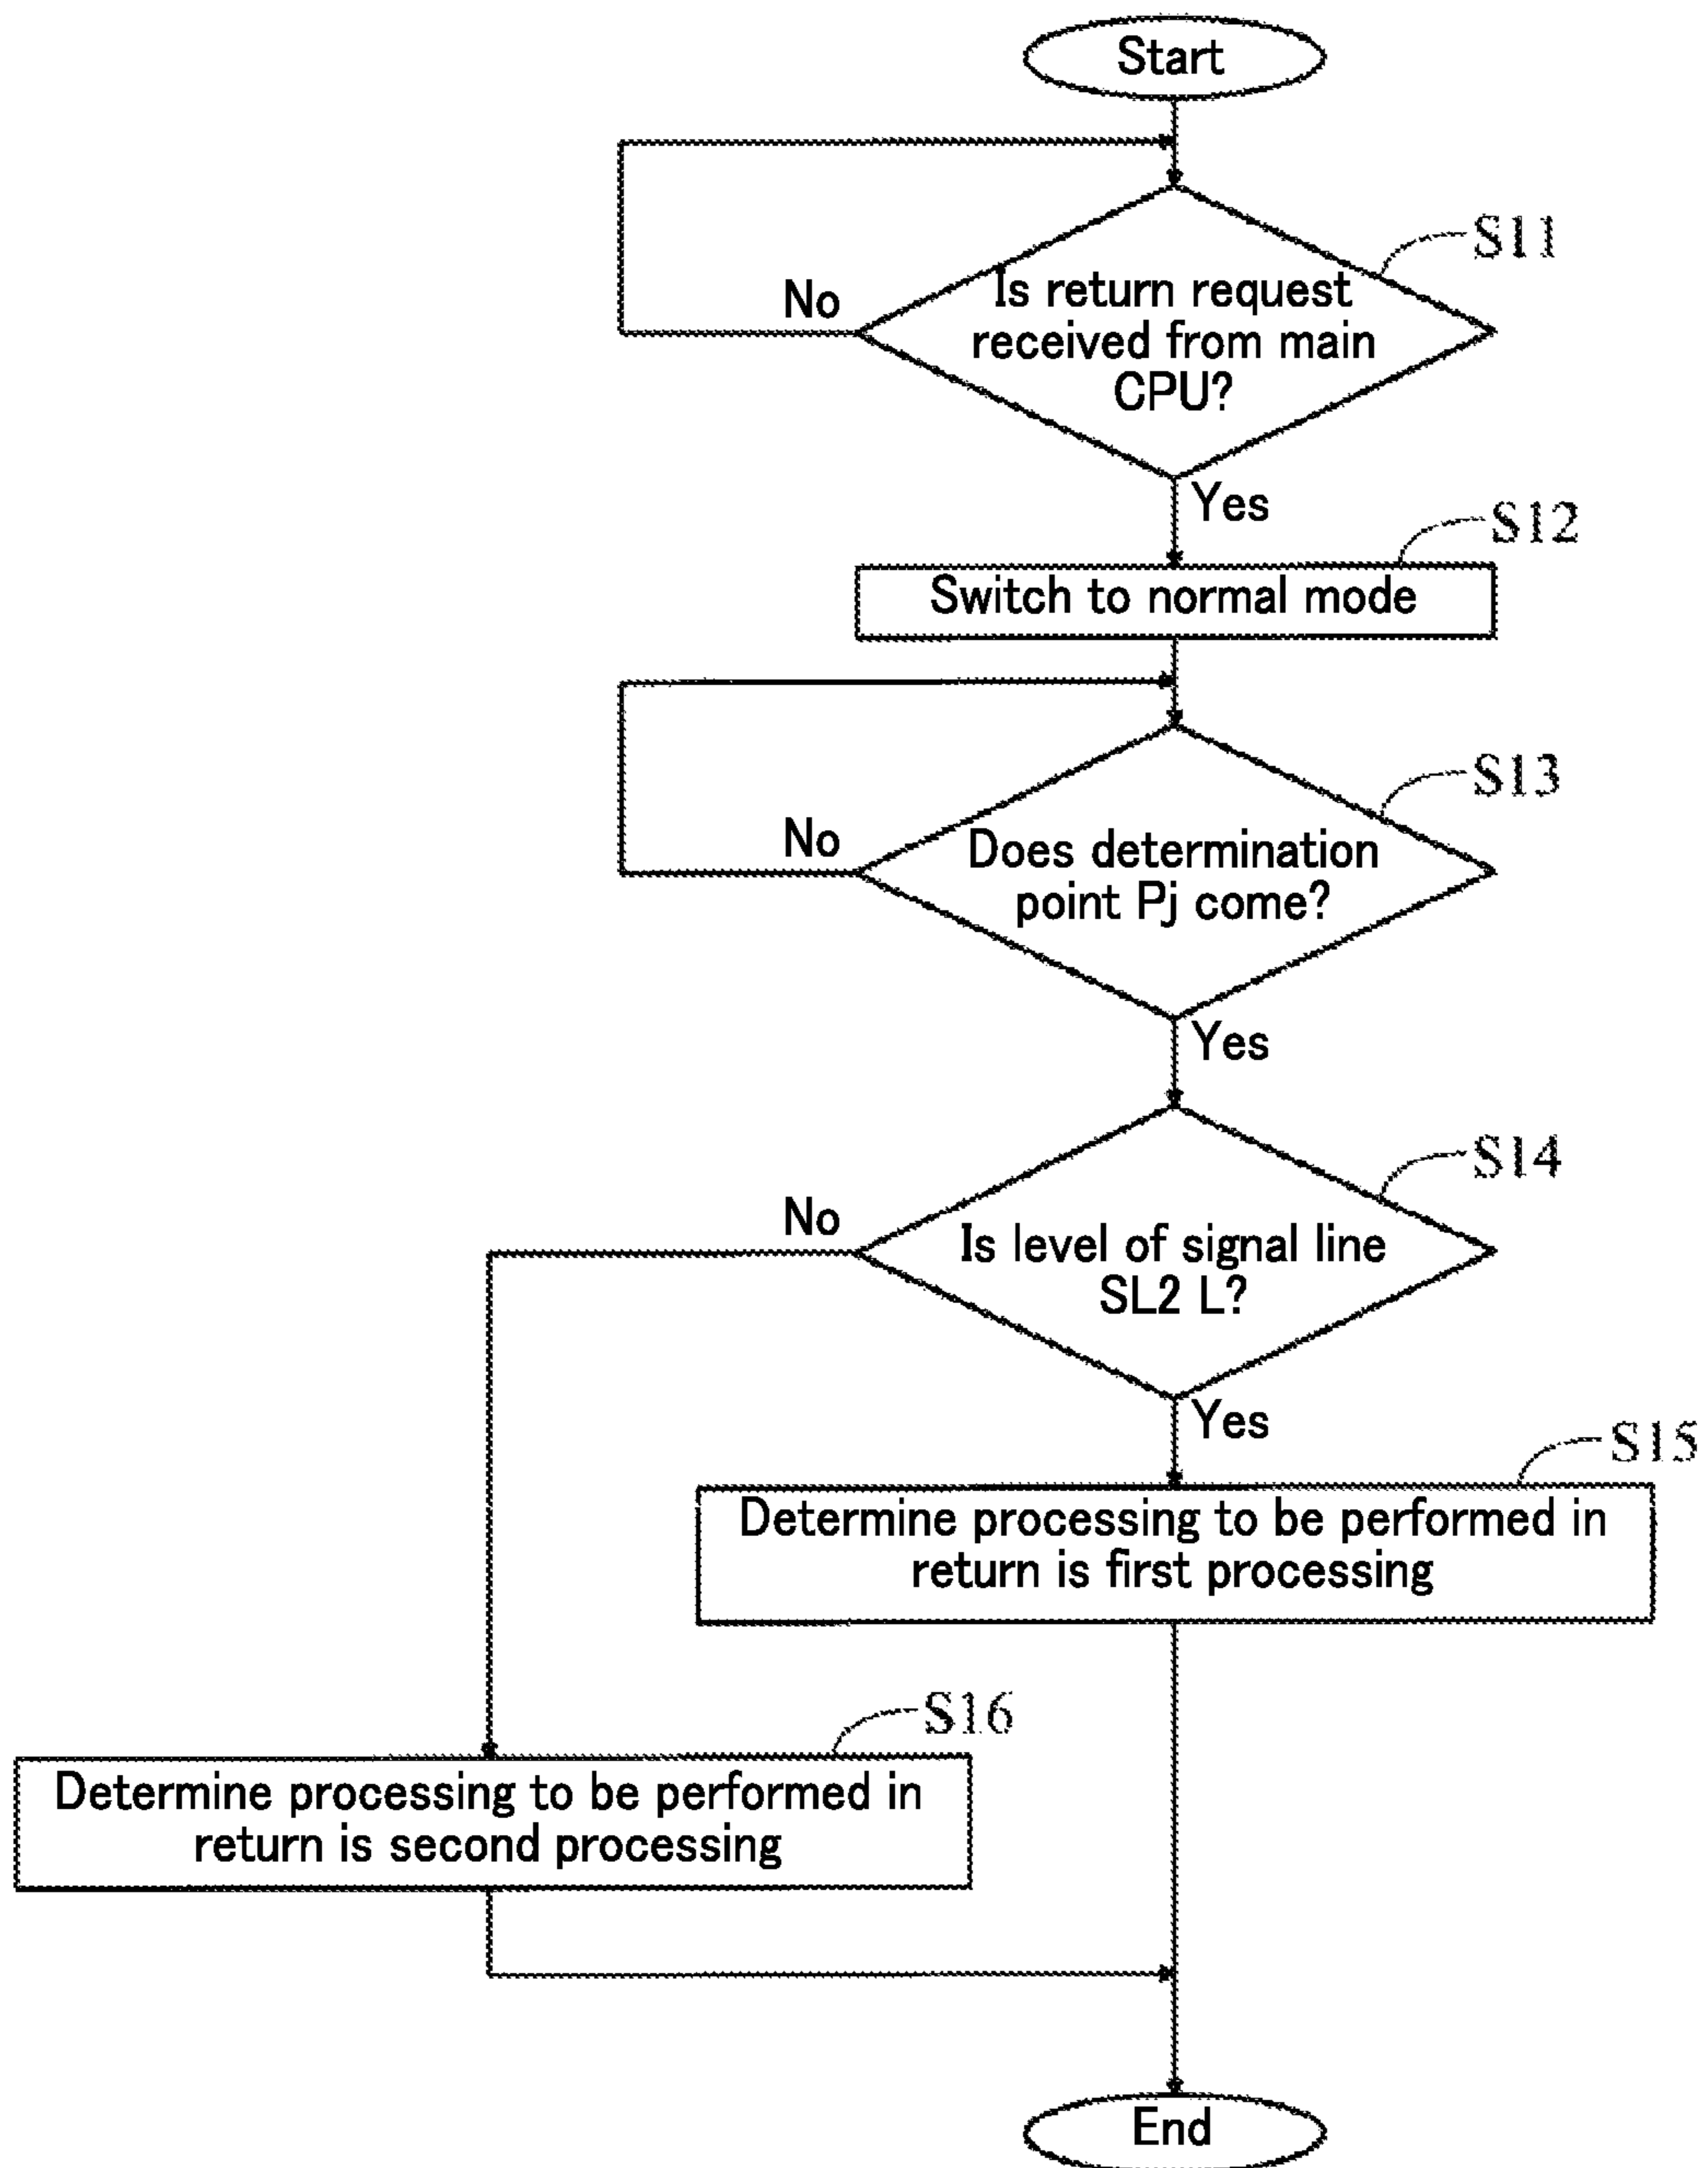 Start
S11
No
Is return request
received from main
CPU?
Yes
S12
Switch to normal mode
S13
No
Does determination
point Pj come?
Yes
S14
No
Is level of signal line
SL2 L?
Yes
S15
Determine processing to be performed in
return is first processing
S16
Determine processing to be performed in
return is second processing
End